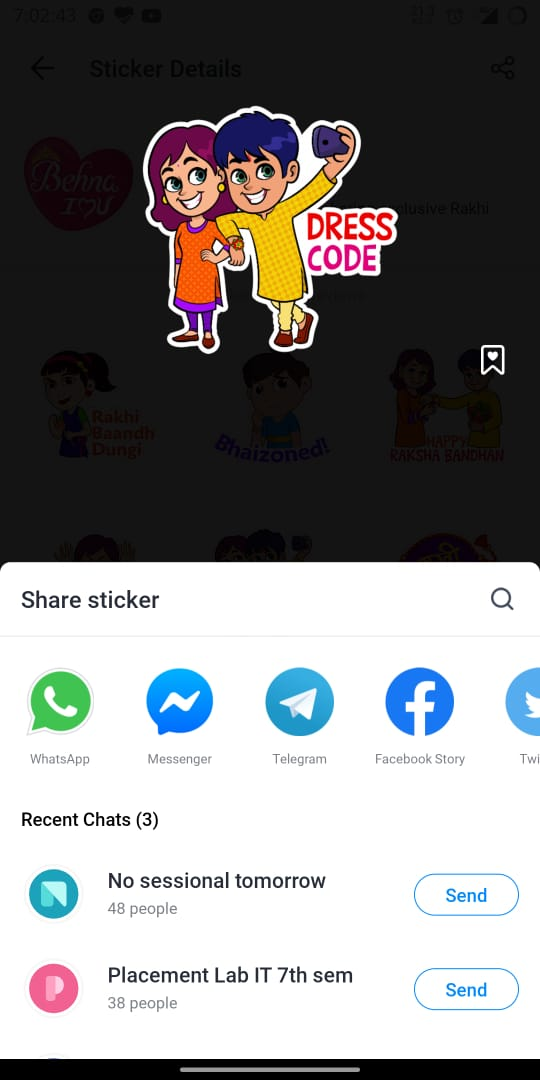 7:02:43
Sticker Details
Behna
I♡U
xclusive Rakhi
DRESS
CODE
Rakhi
Baandh
Dungi
Bhaizoned!
HAPPY
RAKSHA BANDHAN
Share sticker
WhatsApp
Messenger
Telegram
Facebook Story
Twi
Recent Chats (3)
No sessional tomorrow
48 people
Send
Placement Lab IT 7th sem
38 people
Send